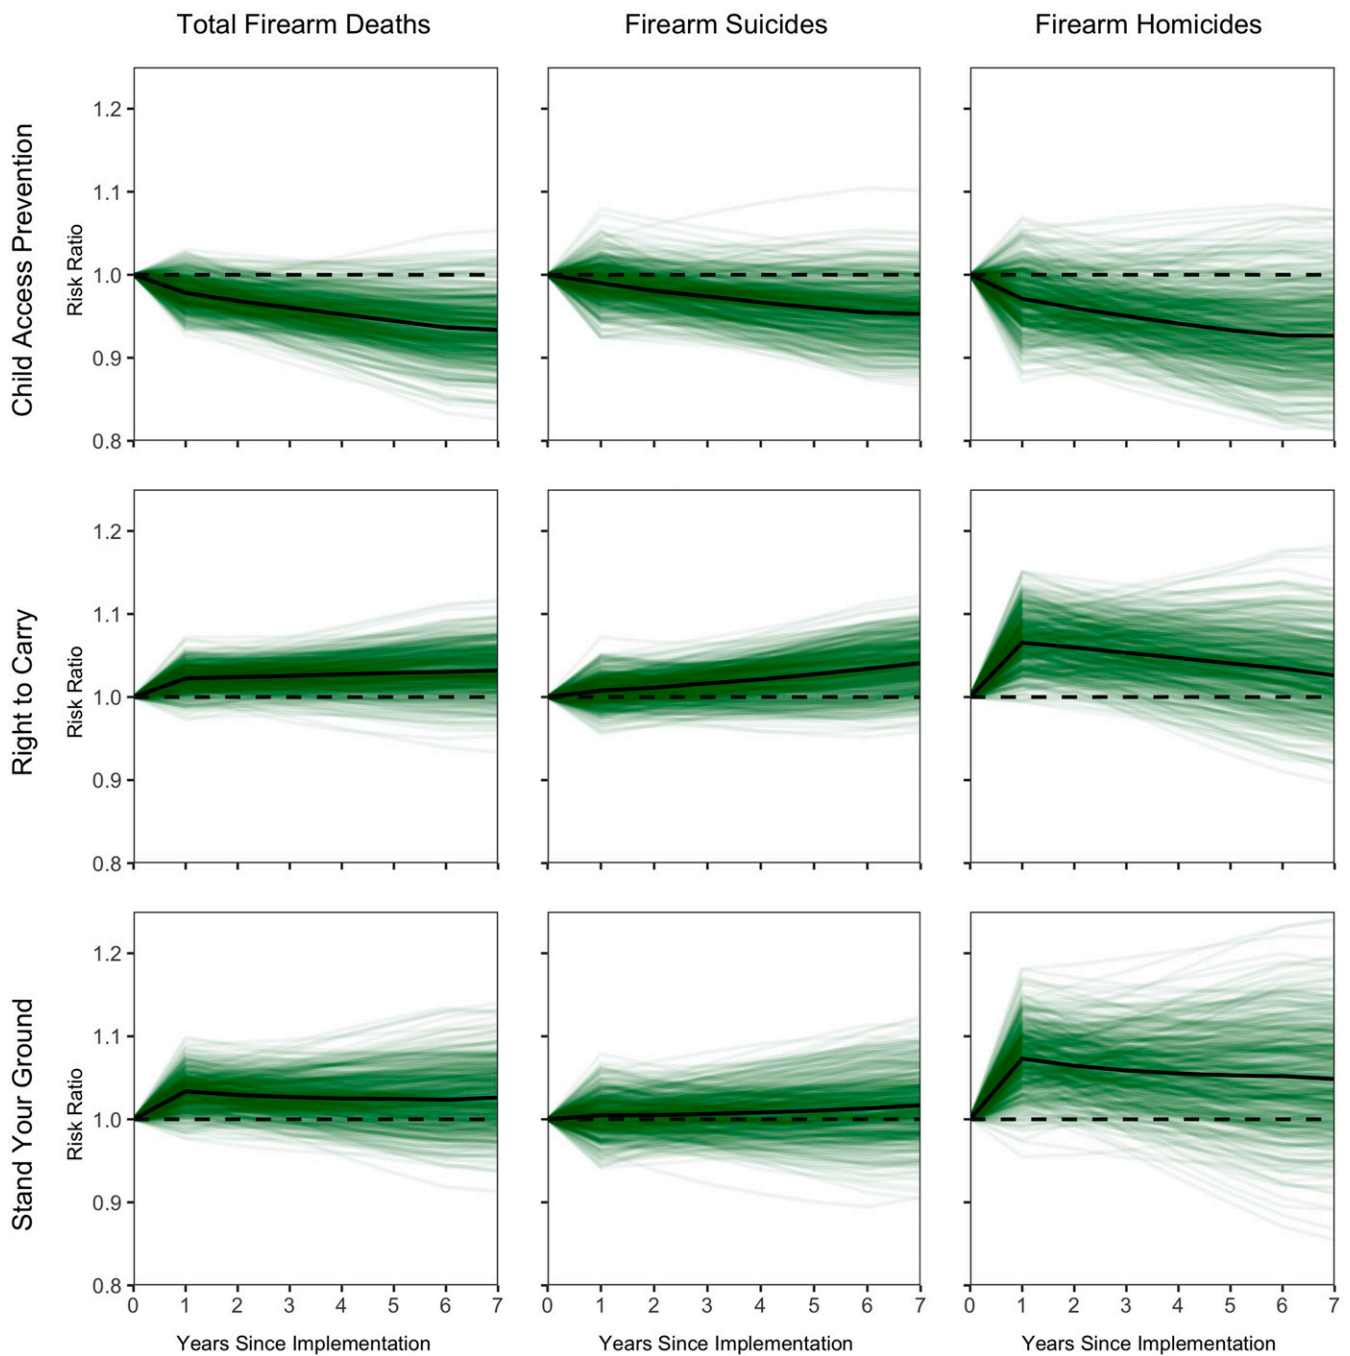 Total Firearm Deaths Firearm Suicides Firearm Homicides
Child Access Prevention
Risk Ratio
1.2
1.1
1.0
0.9
0.8
Right to Carry
Risk Ratio
1.2
1.1
1.0
0.9
0.8
Stand Your Ground
Risk Ratio
1.2
1.1
1.0
0.9
0.8
0 1 2 3 4 5 6 7 0 1 2 3 4 5 6 7 0 1 2 3 4 5 6 7
Years Since Implementation Years Since Implementation Years Since Implementation